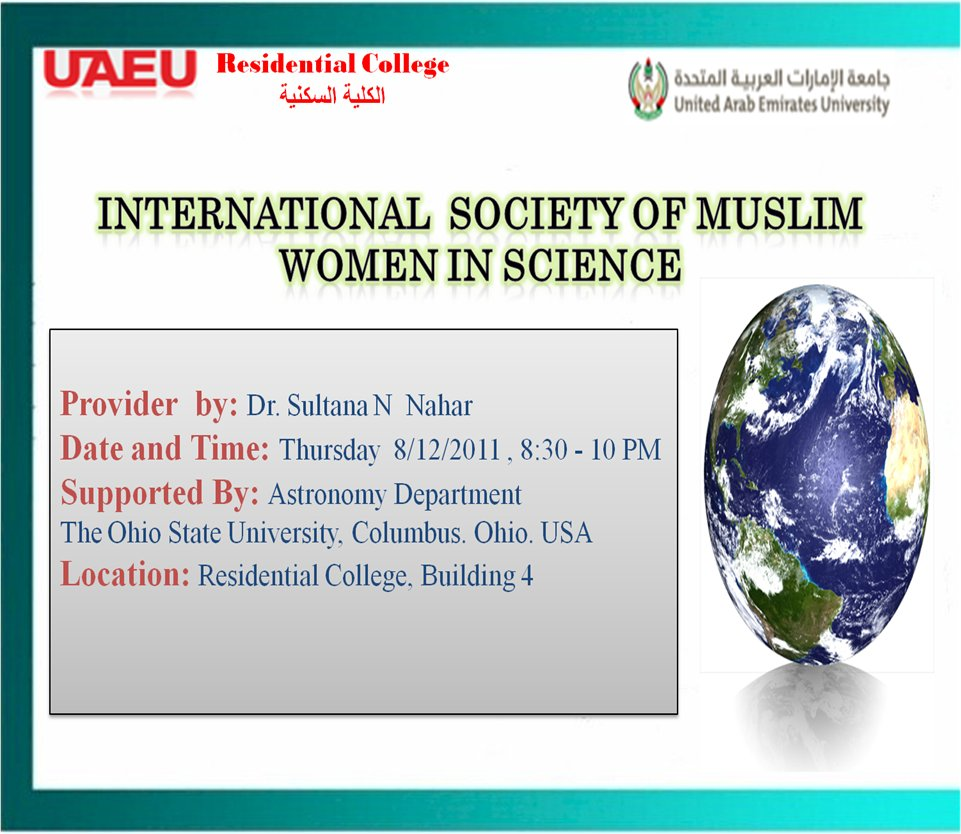 UAEU
Residential College
الكلية السكنية
جامعة الإمارات العربية المتحدة
United Arab Emirates University
INTERNATIONAL SOCIETY OF MUSLIM
WOMEN IN SCIENCE
Provider by: Dr. Sultana N Nahar
Date and Time: Thursday 8/12/2011 , 8:30 - 10 PM
Supported By: Astronomy Department
The Ohio State University, Columbus. Ohio. USA
Location: Residential College, Building 4